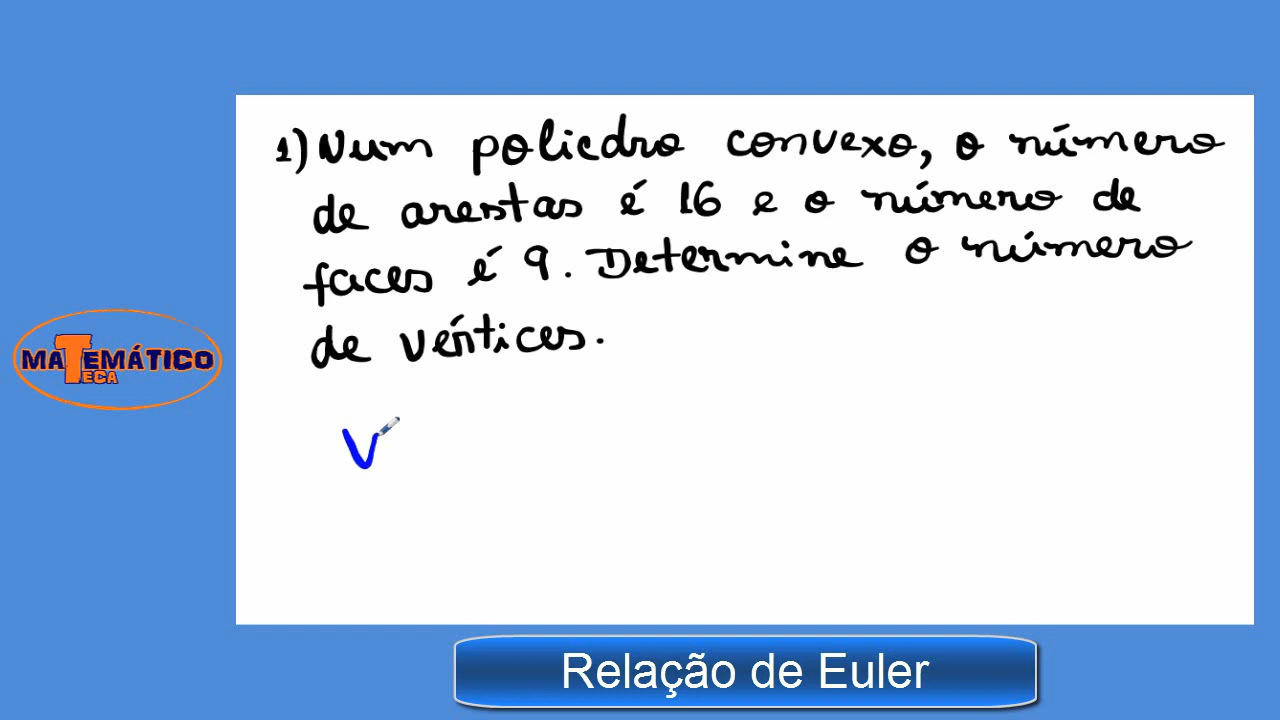 1) Num poliedro convexo, o número
de arestas é 16 e o número de
faces é 9. Determine o número
de vértices.
MATEMÁTICO
TECA
V
Relação de Euler